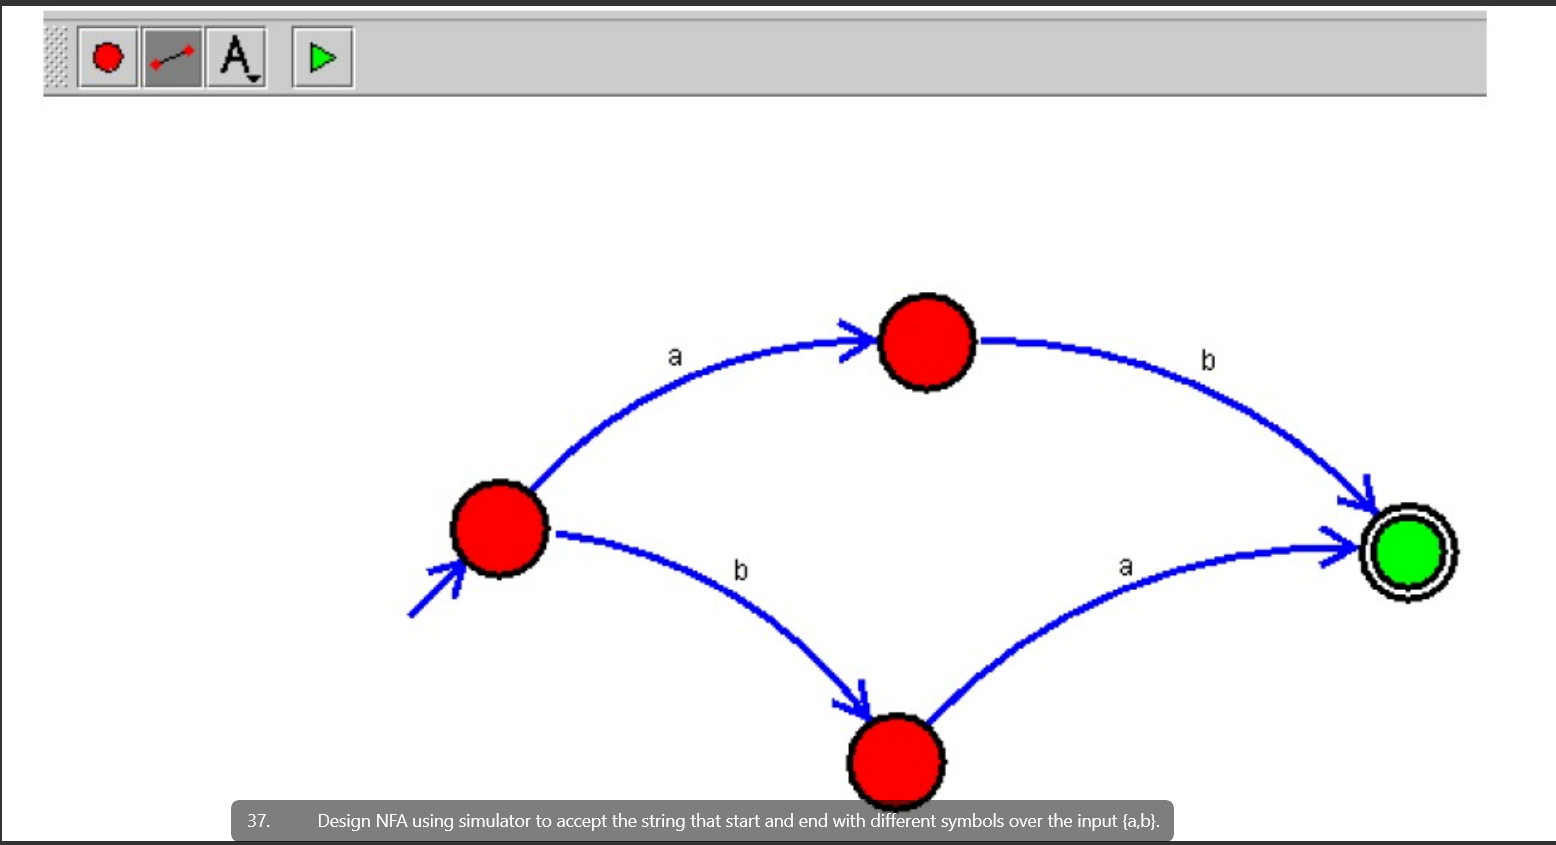 A
a
b
b
a
37. Design NFA using simulator to accept the string that start and end with different symbols over the input {a,b}.